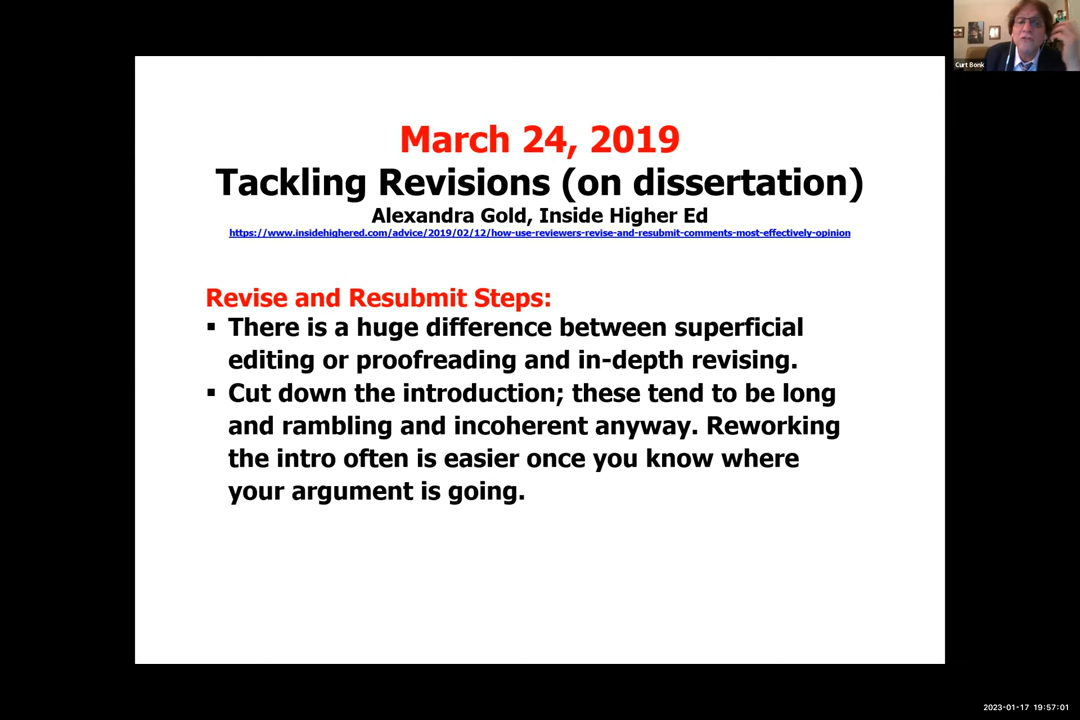 Curt Bonk
March 24, 2019
Tackling Revisions (on dissertation)
Alexandra Gold, Inside Higher Ed
https://www.insidehighered.com/advice/2019/02/12/how-use-reviewers-revise-and-resubmit-comments-most-effectively-opinion
Revise and Resubmit Steps:
▪ There is a huge difference between superficial
editing or proofreading and in-depth revising.
▪ Cut down the introduction; these tend to be long
and rambling and incoherent anyway. Reworking
the intro often is easier once you know where
your argument is going.
2023-01-17 19:57:01